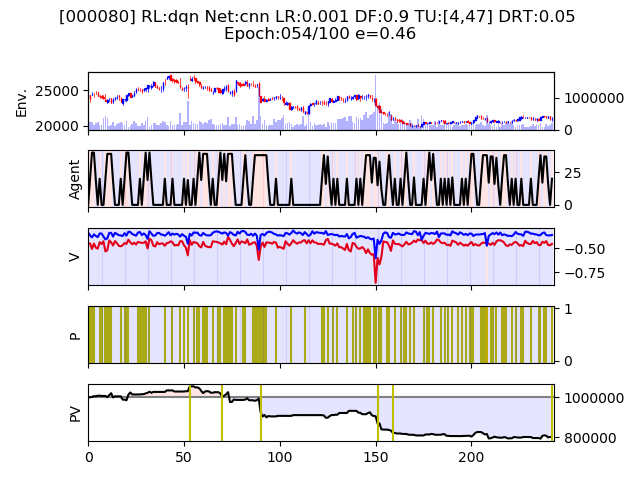 [000080] RL:dqn Net:cnn LR:0.001 DF:0.9 TU:[4,47] DRT:0.05
Epoch:054/100 e=0.46
Env.
25000
20000
1000000
0
Agent
25
0
V
−0.50
−0.75
P
1
0
PV
1000000
800000
0 50 100 150 200